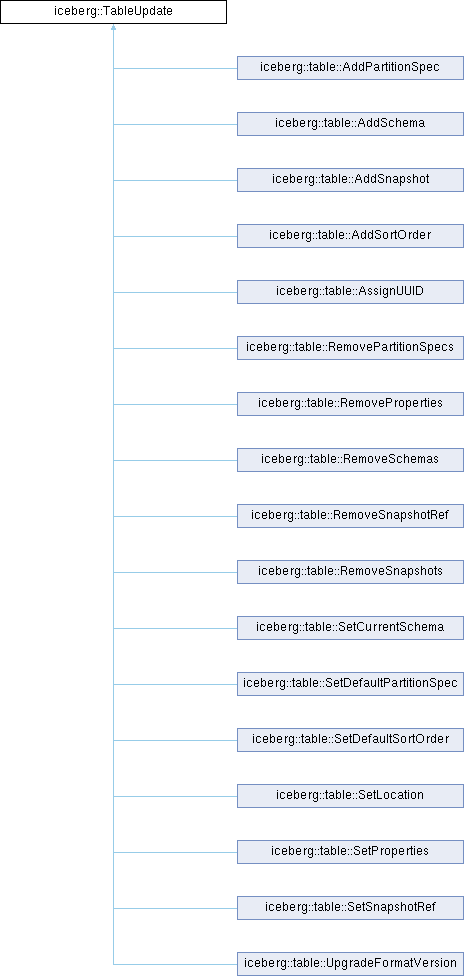 iceberg::TableUpdate
iceberg::table::AddPartitionSpec
iceberg::table::AddSchema
iceberg::table::AddSnapshot
iceberg::table::AddSortOrder
iceberg::table::AssignUUID
iceberg::table::RemovePartitionSpecs
iceberg::table::RemoveProperties
iceberg::table::RemoveSchemas
iceberg::table::RemoveSnapshotRef
iceberg::table::RemoveSnapshots
iceberg::table::SetCurrentSchema
iceberg::table::SetDefaultPartitionSpec
iceberg::table::SetDefaultSortOrder
iceberg::table::SetLocation
iceberg::table::SetProperties
iceberg::table::SetSnapshotRef
iceberg::table::UpgradeFormatVersion